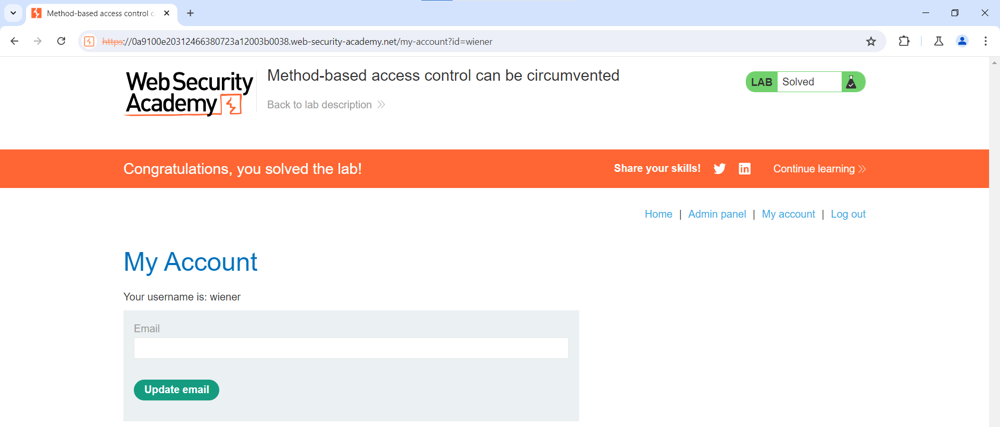 Method-based access control c
https://0a9100e20312466380723a12003b0038.web-security-academy.net/my-account?id=wiener
Web Security
Academy
Method-based access control can be circumvented
Back to lab description
LAB Solved
Congratulations, you solved the lab!
Share your skills!
Continue learning
Home | Admin panel | My account | Log out
My Account
Your username is: wiener
Email
Update email